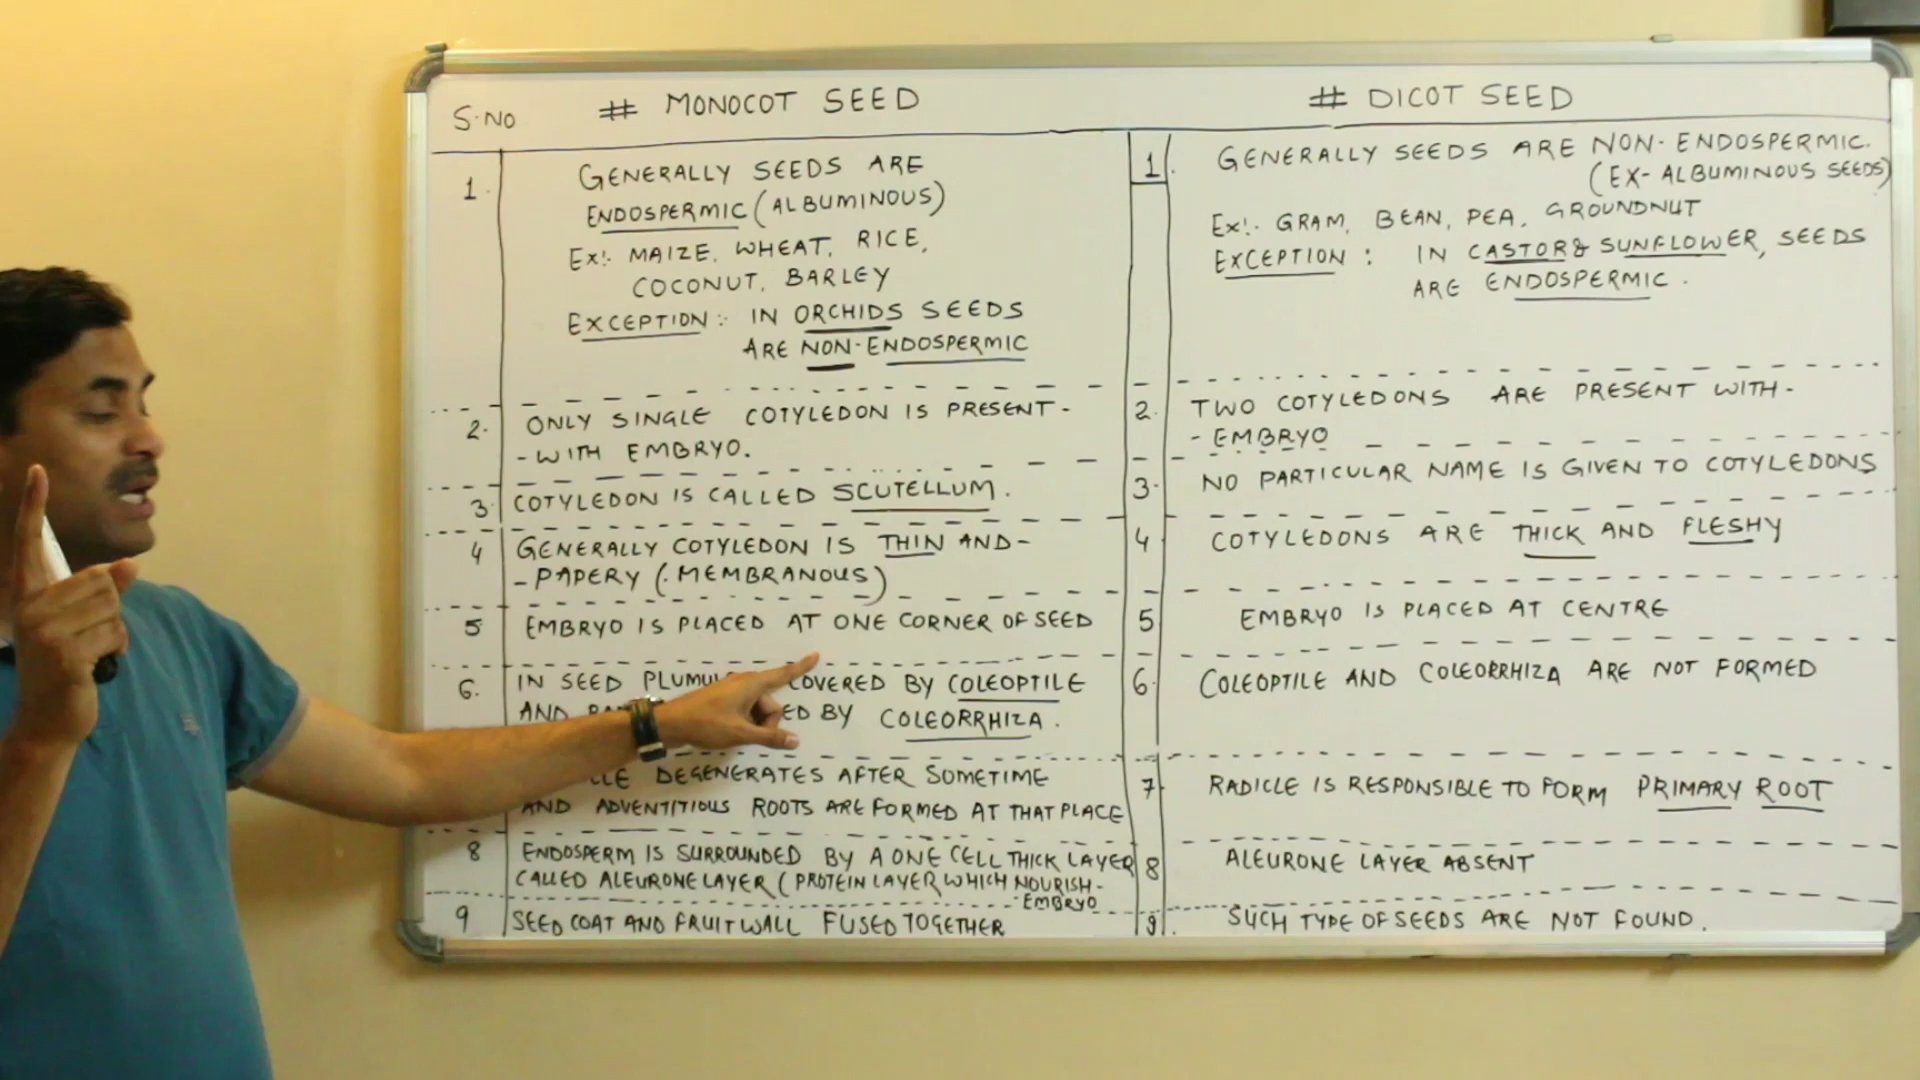 S.NO # MONOCOT SEED # DICOT SEED
1. GENERALLY SEEDS ARE
ENDOSPERMIC (ALBUMINOUS)
EX:- MAIZE, WHEAT, RICE,
COCONUT, BARLEY
EXCEPTION :- IN ORCHIDS SEEDS
ARE NON-ENDOSPERMIC
1. GENERALLY SEEDS ARE NON-ENDOSPERMIC.
(EX-ALBUMINOUS SEEDS)
EX:- GRAM, BEAN, PEA, GROUNDNUT
EXCEPTION : IN CASTOR & SUNFLOWER, SEEDS
ARE ENDOSPERMIC.
2. ONLY SINGLE COTYLEDON IS PRESENT-
-WITH EMBRYO.
2. TWO COTYLEDONS ARE PRESENT WITH-
-EMBRYO
3. COTYLEDON IS CALLED SCUTELLUM.
3. NO PARTICULAR NAME IS GIVEN TO COTYLEDONS
4 GENERALLY COTYLEDON IS THIN AND-
-PAPERY (MEMBRANOUS)
4 COTYLEDONS ARE THICK AND FLESHY
5 EMBRYO IS PLACED AT ONE CORNER OF SEED
5 EMBRYO IS PLACED AT CENTRE
6. IN SEED COVERED BY COLEOPTILE
AND BY COLEORRHIZA.
6. COLEOPTILE AND COLEORRHIZA ARE NOT FORMED
DEGENERATES AFTER SOMETIME
AND ADVENTITIOUS ROOTS ARE FORMED AT THAT PLACE
7 RADICLE IS RESPONSIBLE TO FORM PRIMARY ROOT
8 ENDOSPERM IS SURROUNDED BY A ONE CELL THICK LAYER
CALLED ALEURONE LAYER (PROTEIN LAYER WHICH NOURISH-
-EMBRYO
8 ALEURONE LAYER ABSENT
9 SEED COAT AND FRUIT WALL FUSED TOGETHER
9. SUCH TYPE OF SEEDS ARE NOT FOUND.